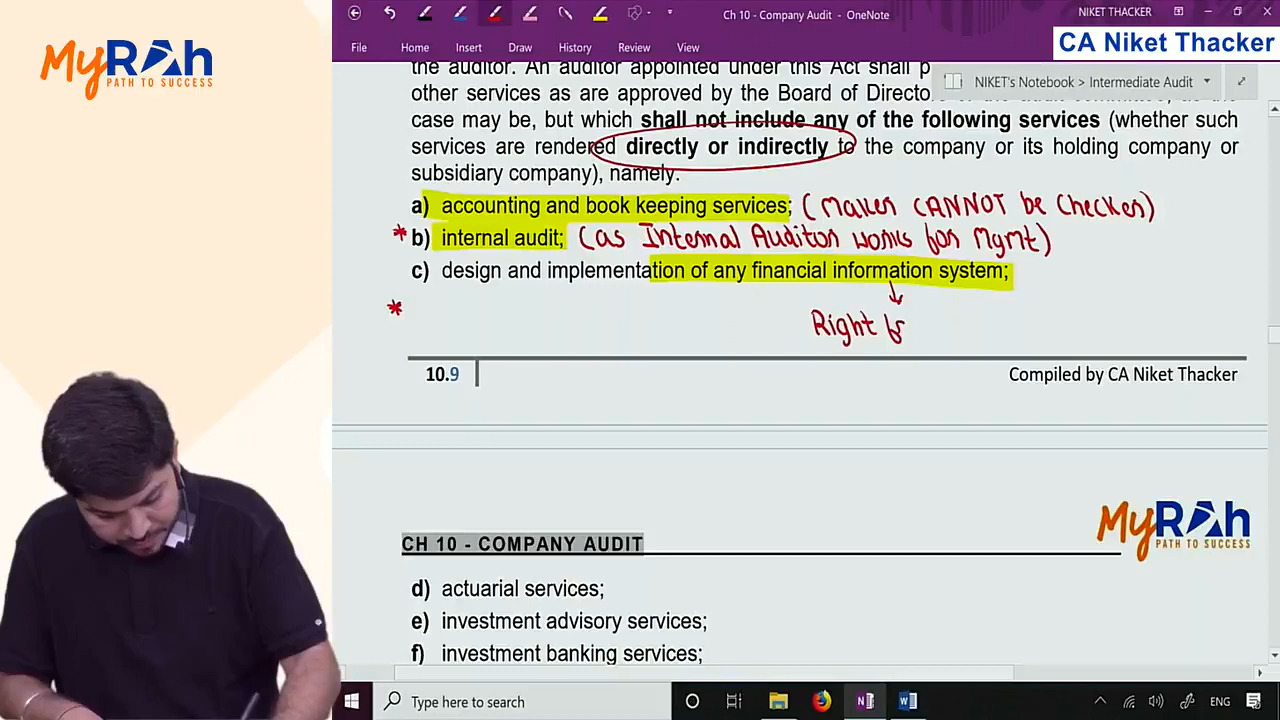 MyRAh
PATH TO SUCCESS
Ch 10 - Company Audit - OneNote
NIKET THACKER
File Home Insert Draw History Review View
CA Niket Thacker
NIKET's Notebook > Intermediate Audit
the auditor. An auditor appointed under this Act shall p
other services as are approved by the Board of Director
case may be, but which shall not include any of the following services (whether such
services are rendered directly or indirectly to the company or its holding company or
subsidiary company), namely.
a) accounting and book keeping services; (Maker CANNOT be Checker)
* b) internal audit; (as Internal Auditor works for Mgmt)
c) design and implementation of any financial information system;
*
Right
10.9
Compiled by CA Niket Thacker
MyRAh
PATH TO SUCCESS
CH 10 - COMPANY AUDIT
d) actuarial services;
e) investment advisory services;
f) investment banking services;
Type here to search
ENG